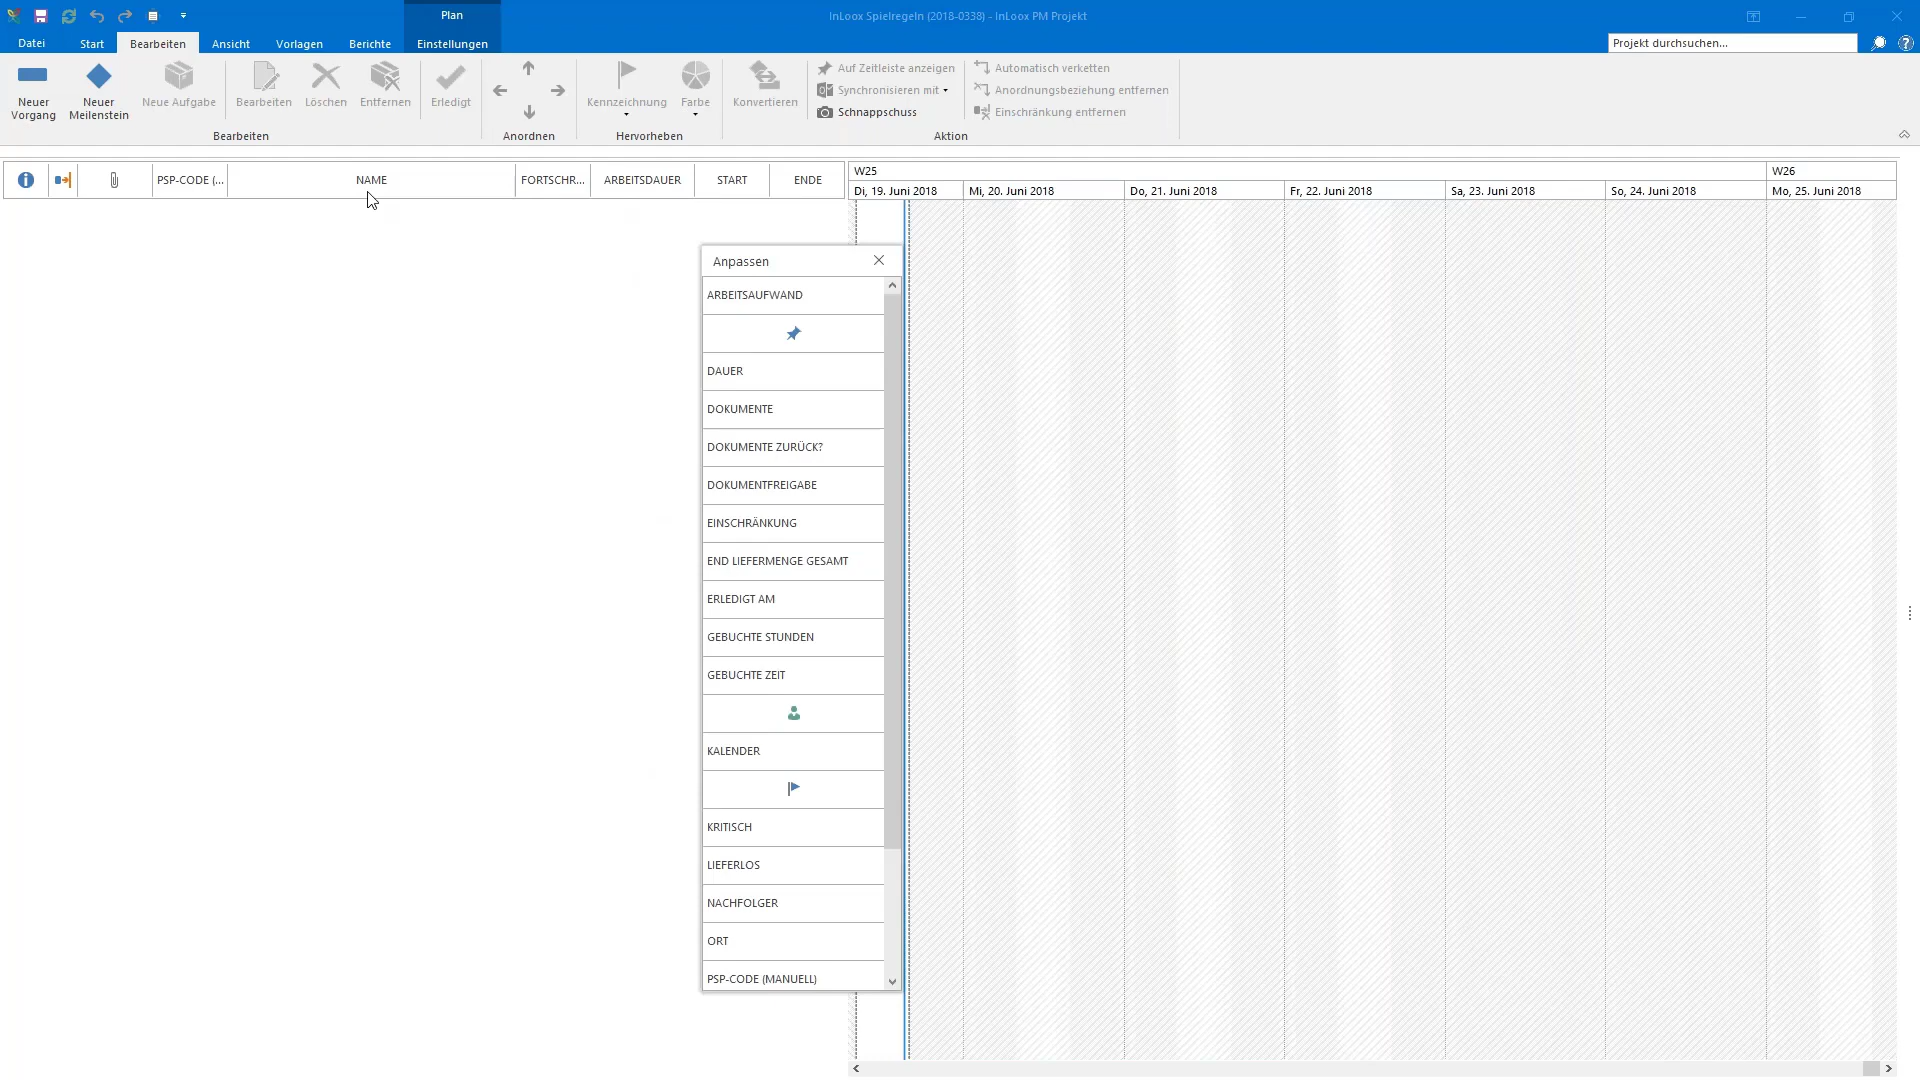 Plan
InLoox Spielregeln (2018-0338) - InLoox PM Projekt
Datei
Start
Bearbeiten
Ansicht
Vorlagen
Berichte
Einstellungen
Projekt durchsuchen...
Neuer
Vorgang
Neuer
Meilenstein
Neue Aufgabe
Bearbeiten
Löschen
Entfernen
Erledigt
Kennzeichnung
Farbe
Konvertieren
Auf Zeitleiste anzeigen
Synchronisieren mit
Schnappschuss
Automatisch verketten
Anordnungsbeziehung entfernen
Einschränkung entfernen
Bearbeiten
Anordnen
Hervorheben
Aktion
PSP-CODE (...
NAME
FORTSCHR...
ARBEITSDAUER
START
ENDE
W25
W26
Di, 19. Juni 2018
Mi, 20. Juni 2018
Do, 21. Juni 2018
Fr, 22. Juni 2018
Sa, 23. Juni 2018
So, 24. Juni 2018
Mo, 25. Juni 2018
Anpassen
ARBEITSAUFWAND
DAUER
DOKUMENTE
DOKUMENTE ZURÜCK?
DOKUMENTFREIGABE
EINSCHRÄNKUNG
END LIEFERMENGE GESAMT
ERLEDIGT AM
GEBUCHTE STUNDEN
GEBUCHTE ZEIT
KALENDER
KRITISCH
LIEFERLOS
NACHFOLGER
ORT
PSP-CODE (MANUELL)